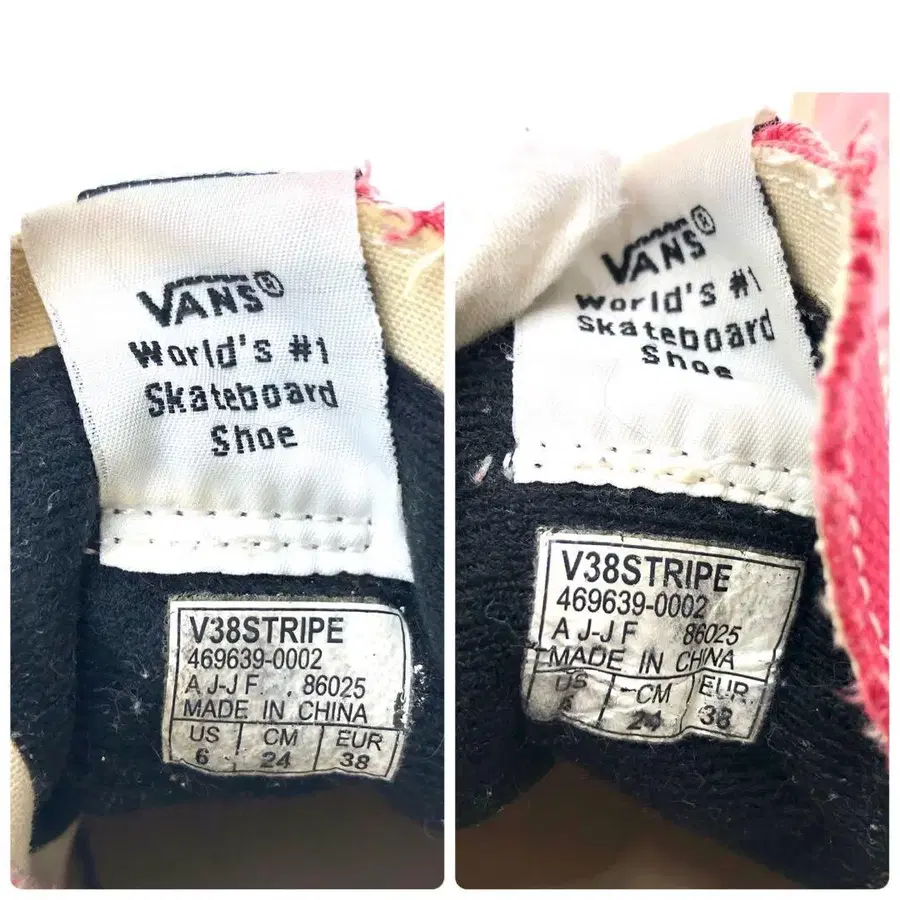 VANS®
World's #1
Skateboard
Shoe
V38STRIPE
469639-0002
A J-J F 86025
MADE IN CHINA
US CM EUR
6 24 38
VANS®
World's #1
Skateboard
Shoe
V38STRIPE
469639-0002
A J-J F 86025
MADE IN CHINA
US CM EUR
24 38